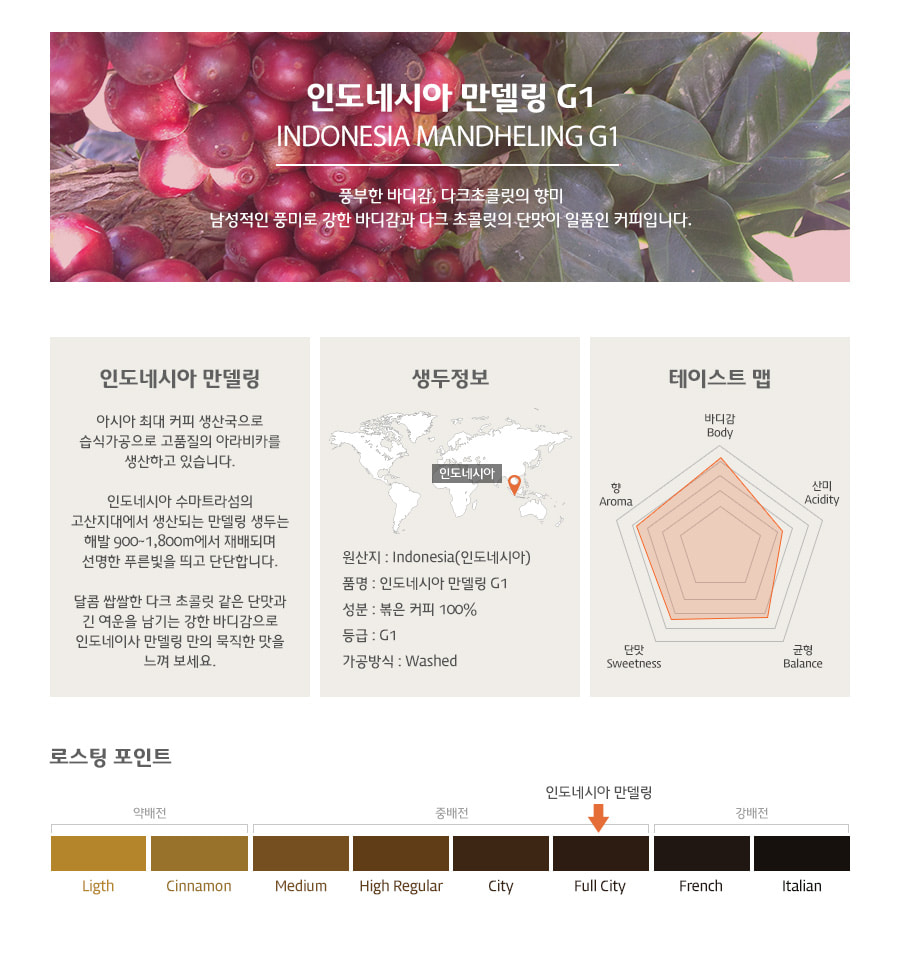 인도네시아 만델링 G1
INDONESIA MANDHELING G1
풍부한 바디감, 다크초콜릿의 향미
남성적인 풍미로 강한 바디감과 다크 초콜릿의 단맛이 일품인 커피입니다.
인도네시아 만델링
아시아 최대 커피 생산국으로
습식가공으로 고품질의 아라비카를
생산하고 있습니다.
인도네시아 수마트라섬의
고산지대에서 생산되는 만델링 생두는
해발 900~1,800m에서 재배되며
선명한 푸른빛을 띄고 단단합니다.
달콤 쌉쌀한 다크 초콜릿 같은 단맛과
긴 여운을 남기는 강한 바디감으로
인도네이사 만델링 만의 묵직한 맛을
느껴 보세요.
생두정보
인도네시아
원산지 : Indonesia(인도네시아)
품명 : 인도네시아 만델링 G1
성분 : 볶은 커피 100%
등급 : G1
가공방식 : Washed
테이스트 맵
바디감
Body
향
Aroma
산미
Acidity
단맛
Sweetness
균형
Balance
로스팅 포인트
인도네시아 만델링
약배전
중배전
강배전
Ligth
Cinnamon
Medium
High Regular
City
Full City
French
Italian